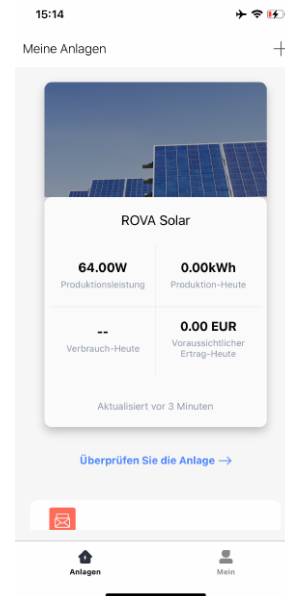 15:14
Meine Anlagen
ROVA Solar
64.00W
0.00kWh
Produktionsleistung
Produktion-Heute
--
0.00 EUR
Verbrauch-Heute
Voraussichtlicher
Ertrag-Heute
Aktualisiert vor 3 Minuten
Überprüfen Sie die Anlage →
Anlagen
Mein